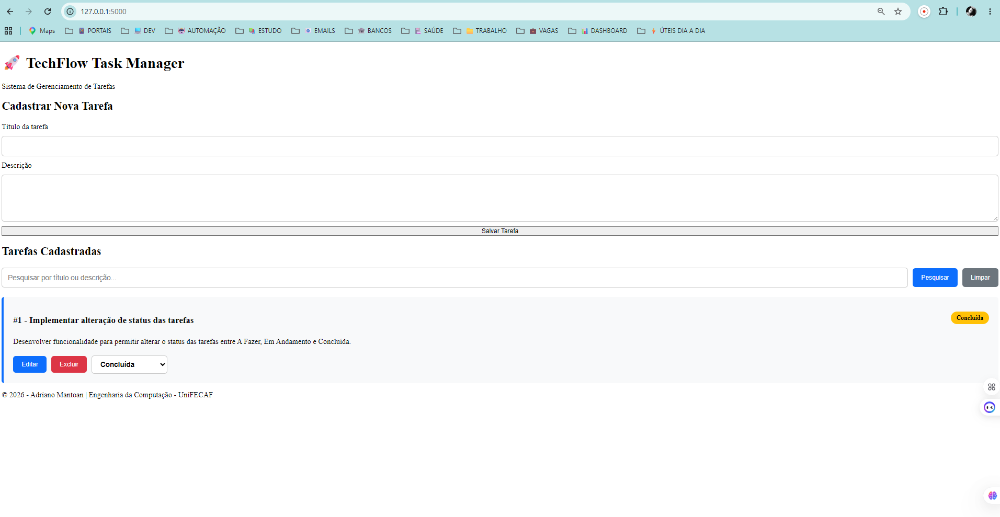 127.0.0.1:5000
Maps PORTAIS DEV AUTOMAÇÃO ESTUDO EMAILS BANCOS SAÚDE TRABALHO VAGAS DASHBOARD ÚTEIS DIA A DIA
TechFlow Task Manager
Sistema de Gerenciamento de Tarefas
Cadastrar Nova Tarefa
Título da tarefa
Descrição
Salvar Tarefa
Tarefas Cadastradas
Pesquisar por título ou descrição... Pesquisar Limpar
#1 - Implementar alteração de status das tarefas Concluída
Desenvolver funcionalidade para permitir alterar o status das tarefas entre A Fazer, Em Andamento e Concluída.
Editar Excluir Concluída
© 2026 - Adriano Mantoan | Engenharia da Computação - UniFECAF